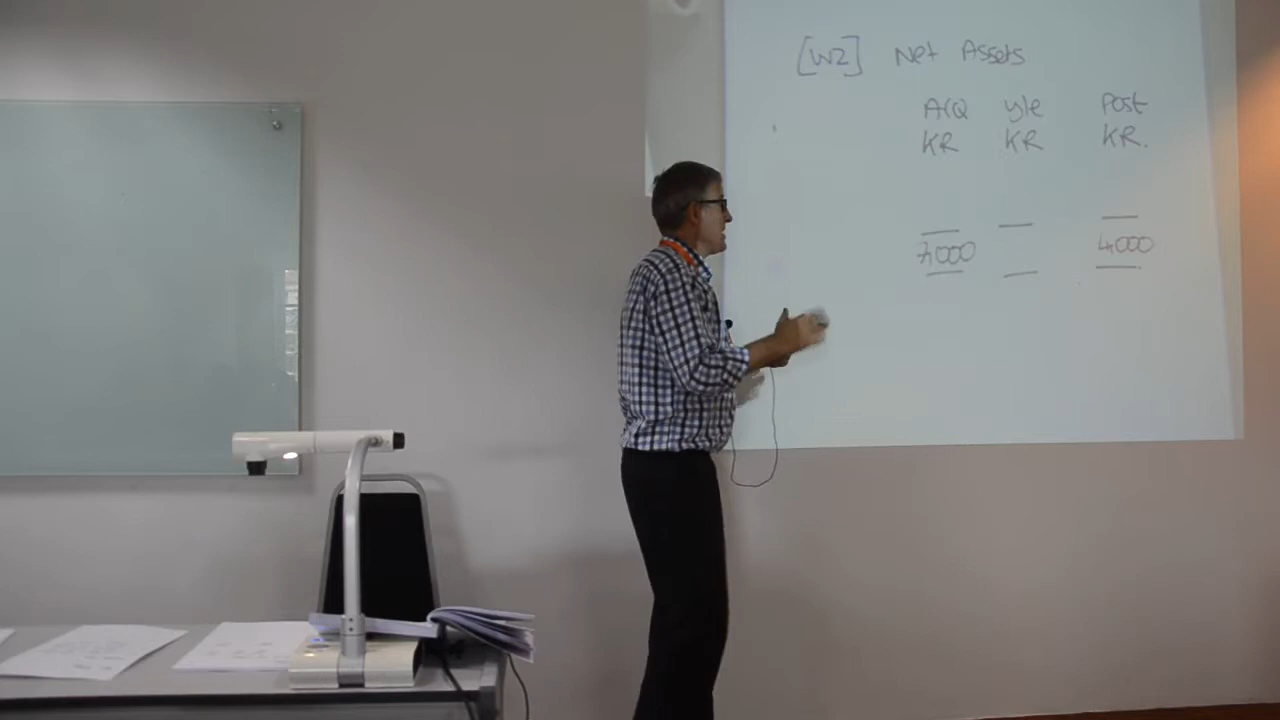 [W2] Net Assets
ACQ y/e Post
KR KR KR.
7,000 4,000